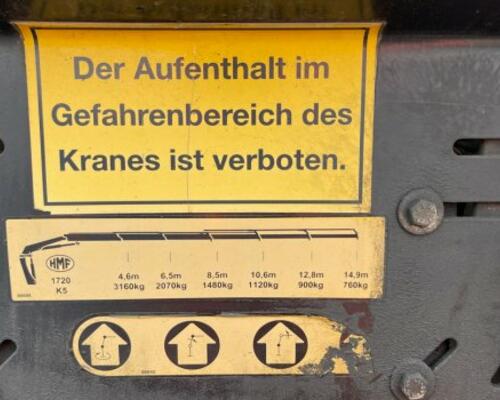 Der Aufenthalt im
Gefahrenbereich des
Kranes ist verboten.
HMF
1720
K5
4,6m 6,5m 8,5m 10,6m 12,8m 14,9m
3160kg 2070kg 1480kg 1120kg 900kg 760kg